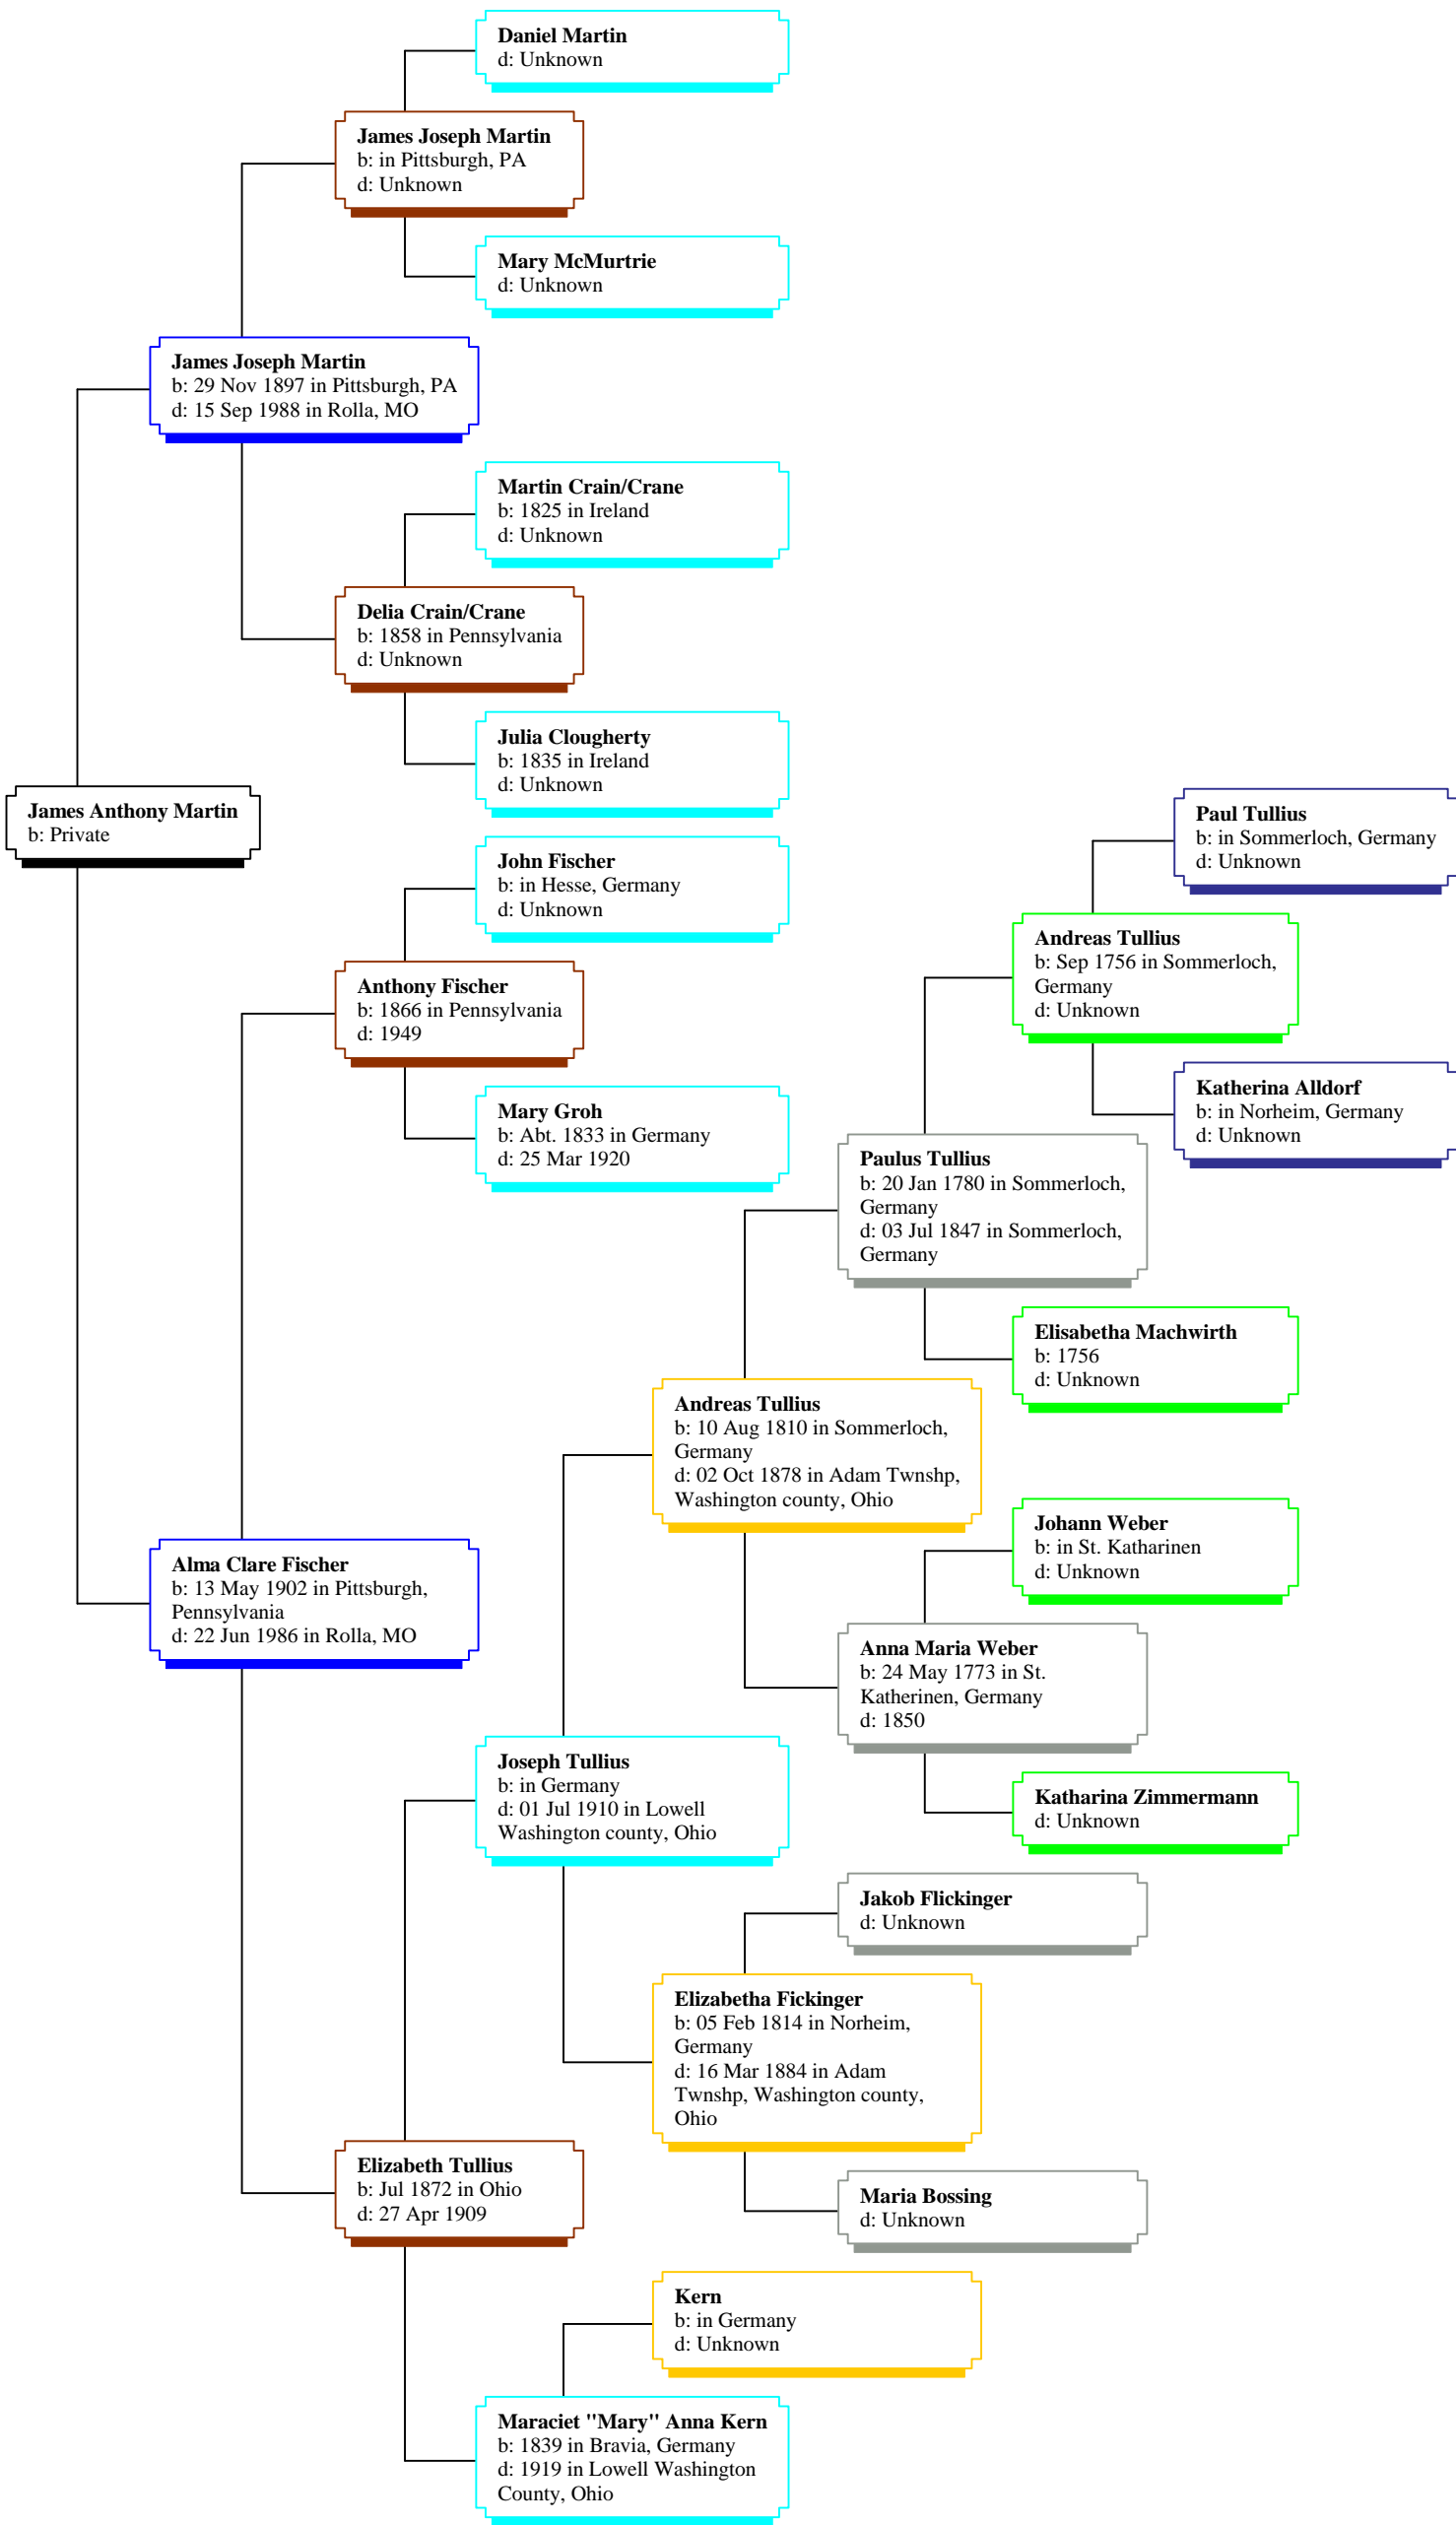 Daniel Martin
d: Unknown
James Joseph Martin
b: in Pittsburgh, PA
d: Unknown
Mary McMurtrie
d: Unknown
James Joseph Martin
b: 29 Nov 1897 in Pittsburgh, PA
d: 15 Sep 1988 in Rolla, MO
Martin Crain/Crane
b: 1825 in Ireland
d: Unknown
Delia Crain/Crane
b: 1858 in Pennsylvania
d: Unknown
Julia Clougherty
b: 1835 in Ireland
d: Unknown
James Anthony Martin
b: Private
Paul Tullius
b: in Sommerloch, Germany
d: Unknown
John Fischer
b: in Hesse, Germany
d: Unknown
Andreas Tullius
b: Sep 1756 in Sommerloch,
Germany
d: Unknown
Anthony Fischer
b: 1866 in Pennsylvania
d: 1949
Katherina Alldorf
b: in Norheim, Germany
d: Unknown
Mary Groh
b: Abt. 1833 in Germany
d: 25 Mar 1920
Paulus Tullius
b: 20 Jan 1780 in Sommerloch,
Germany
d: 03 Jul 1847 in Sommerloch,
Germany
Elisabetha Machwirth
b: 1756
d: Unknown
Andreas Tullius
b: 10 Aug 1810 in Sommerloch,
Germany
d: 02 Oct 1878 in Adam Twnshp,
Washington county, Ohio
Johann Weber
b: in St. Katharinen
d: Unknown
Alma Clare Fischer
b: 13 May 1902 in Pittsburgh,
Pennsylvania
d: 22 Jun 1986 in Rolla, MO
Anna Maria Weber
b: 24 May 1773 in St.
Katherinen, Germany
d: 1850
Joseph Tullius
b: in Germany
d: 01 Jul 1910 in Lowell
Washington county, Ohio
Katharina Zimmermann
d: Unknown
Jakob Flickinger
d: Unknown
Elizabetha Fickinger
b: 05 Feb 1814 in Norheim,
Germany
d: 16 Mar 1884 in Adam
Twnshp, Washington county,
Ohio
Elizabeth Tullius
b: Jul 1872 in Ohio
d: 27 Apr 1909
Maria Bossing
d: Unknown
Kern
b: in Germany
d: Unknown
Maraciet "Mary" Anna Kern
b: 1839 in Bravia, Germany
d: 1919 in Lowell Washington
County, Ohio